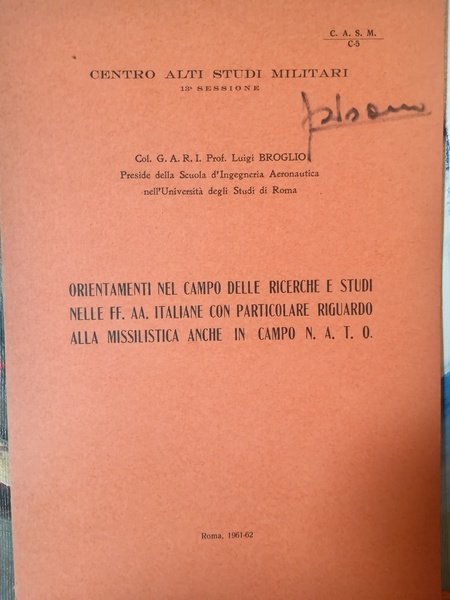 C. A. S. M.
C-5
CENTRO ALTI STUDI MILITARI
13ª SESSIONE
Col. G. A. R. I. Prof. Luigi BROGLIO
Preside della Scuola d'Ingegneria Aeronautica
nell'Università degli Studi di Roma
ORIENTAMENTI NEL CAMPO DELLE RICERCHE E STUDI
NELLE FF. AA. ITALIANE CON PARTICOLARE RIGUARDO
ALLA MISSILISTICA ANCHE IN CAMPO N. A. T. O.
Roma, 1961-62